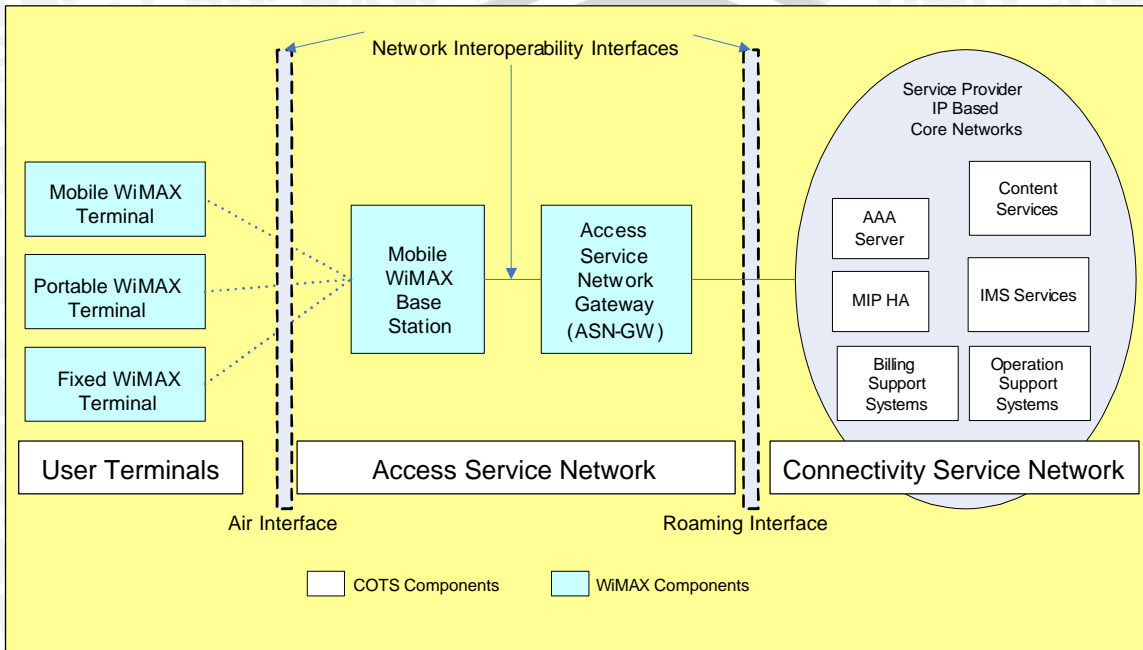 Network Interoperability Interfaces
Service Provider
IP Based
Core Networks
Mobile WiMAX
Terminal
Portable WiMAX
Terminal
Fixed WiMAX
Terminal
Mobile
WiMAX
Base
Station
Access
Service
Network
Gateway
(ASN-GW)
AAA
Server
Content
Services
MIP HA
IMS Services
Billing
Support
Systems
Operation
Support
Systems
User Terminals
Access Service Network
Connectivity Service Network
Air Interface
Roaming Interface
COTS Components
WiMAX Components